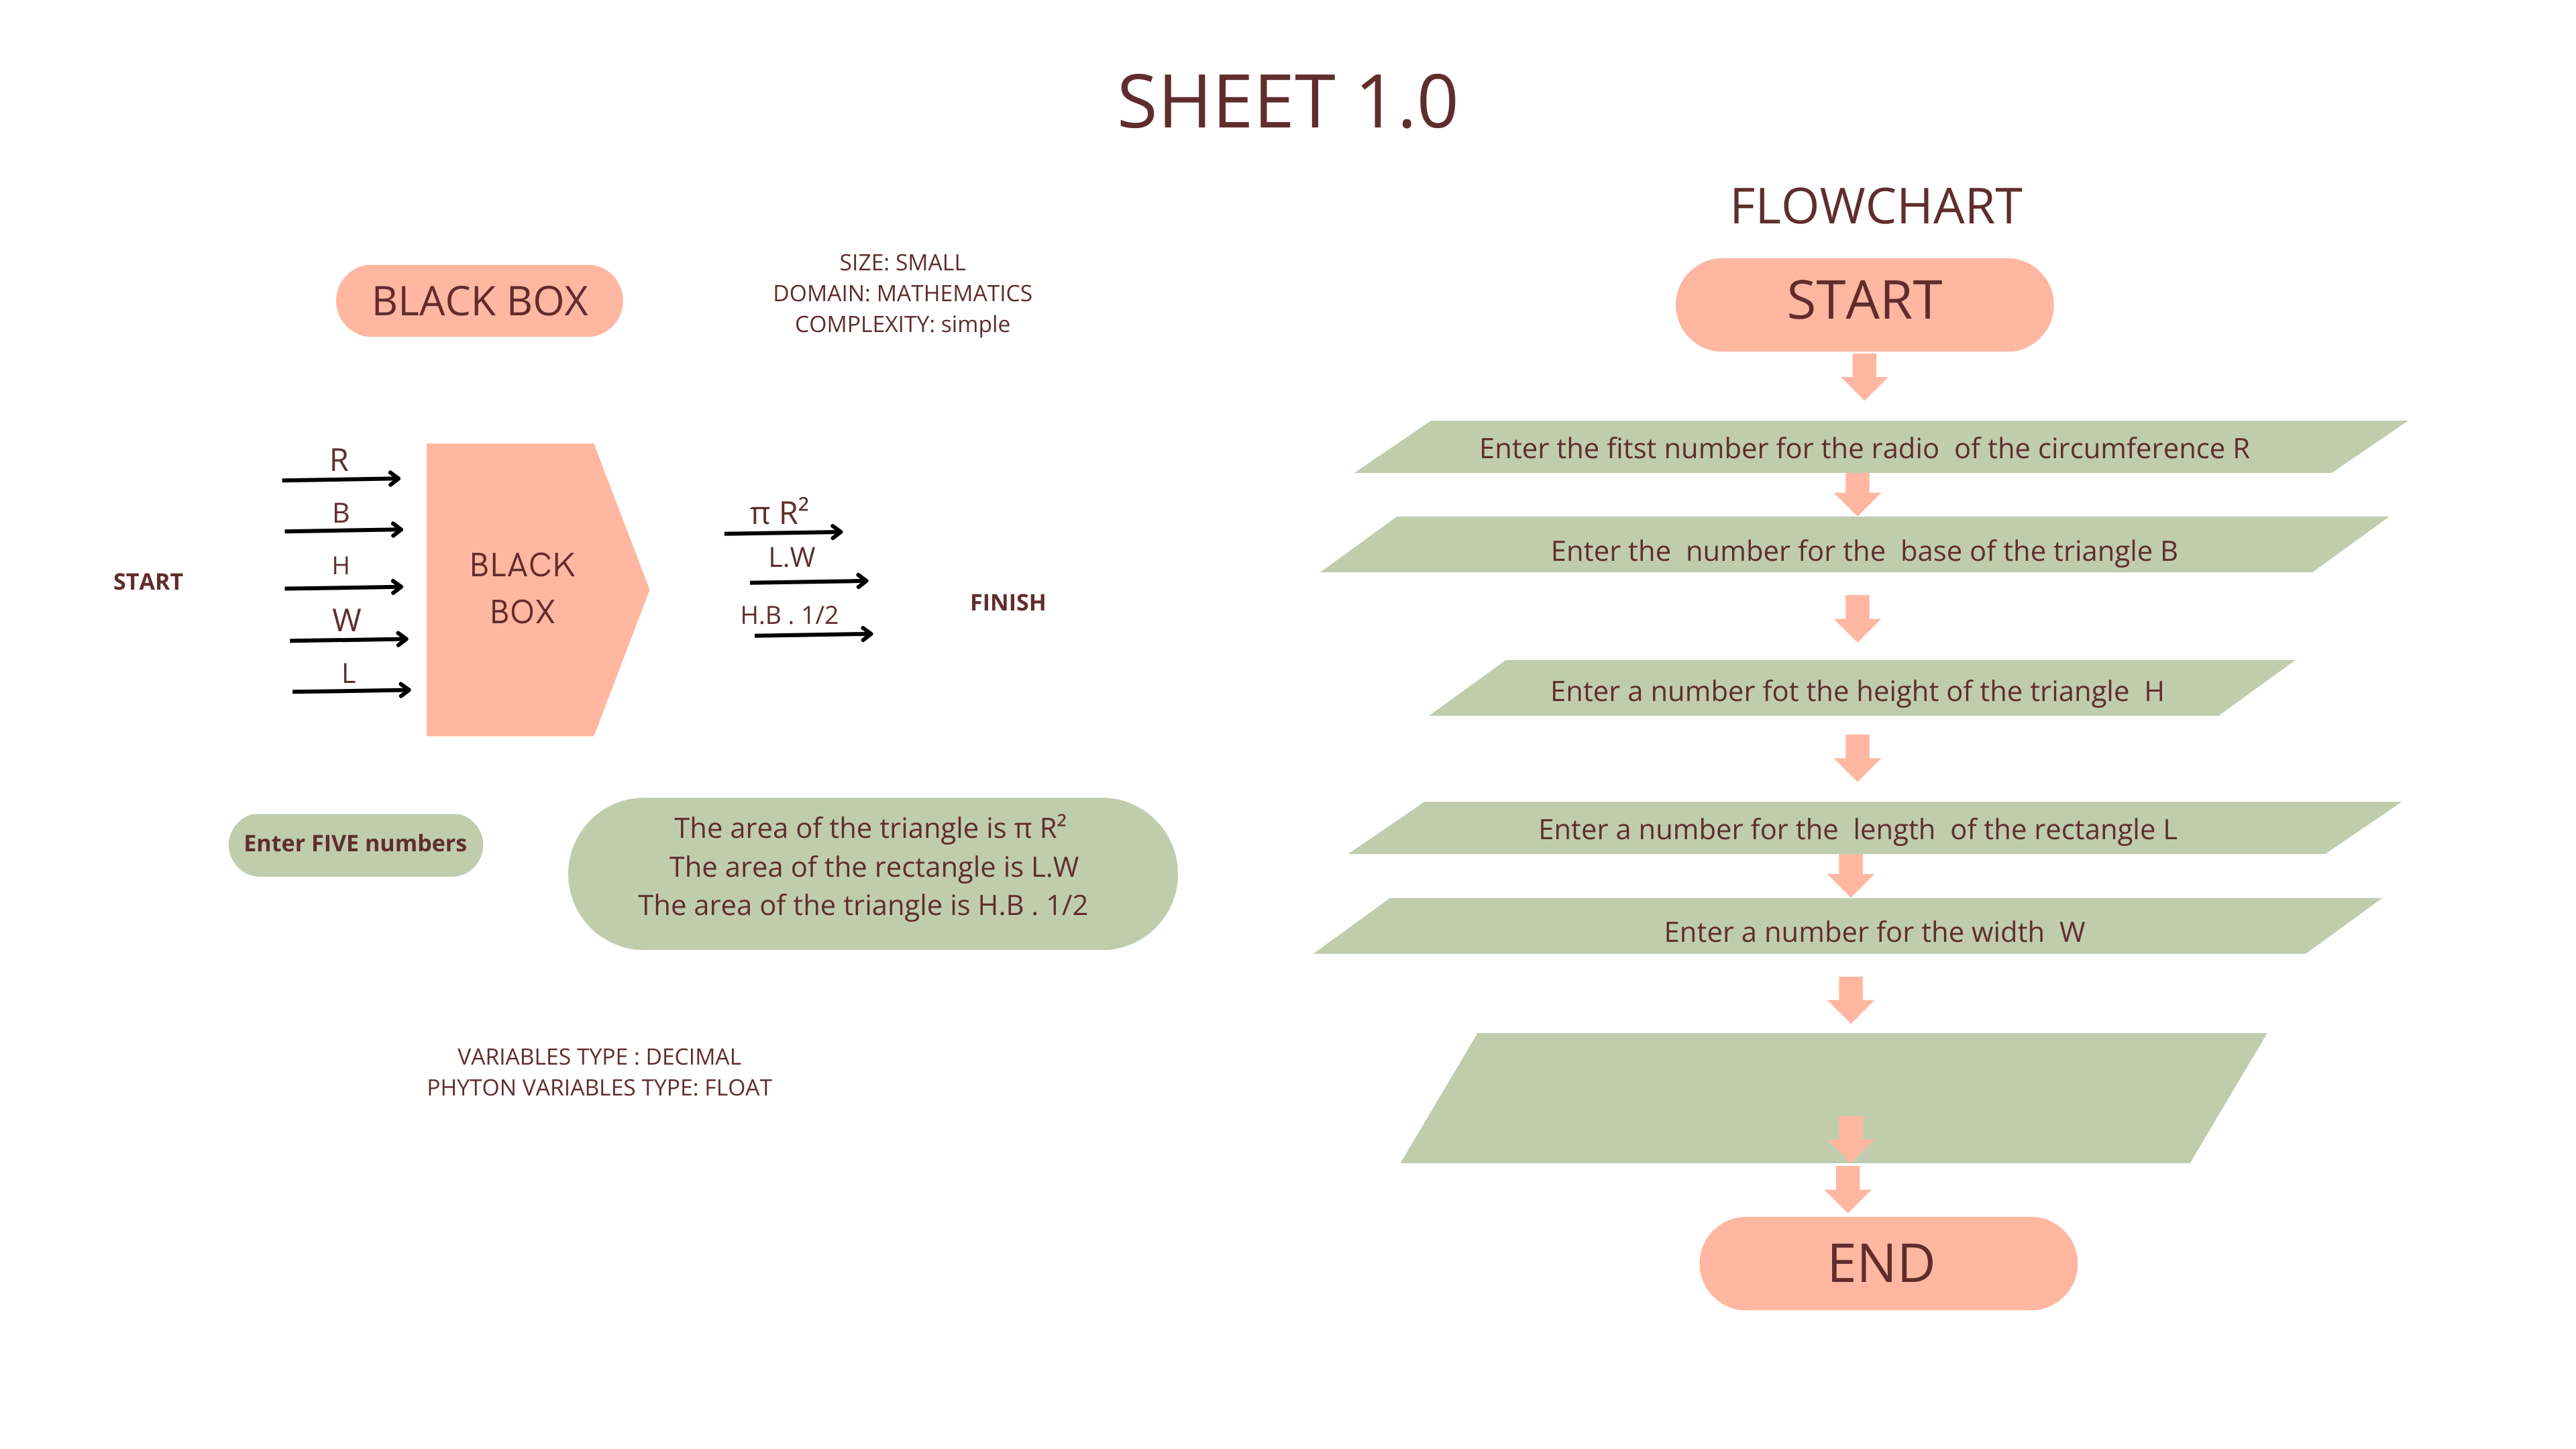 SHEET 1.0
BLACK BOX
SIZE: SMALL
DOMAIN: MATHEMATICS
COMPLEXITY: simple
START
R
B
H
W
L
BLACK
BOX
π R²
L.W
H.B . 1/2
FINISH
Enter FIVE numbers
The area of the triangle is π R²
The area of the rectangle is L.W
The area of the triangle is H.B . 1/2
VARIABLES TYPE : DECIMAL
PHYTON VARIABLES TYPE: FLOAT
FLOWCHART
START
Enter the fitst number for the radio of the circumference R
Enter the number for the base of the triangle B
Enter a number fot the height of the triangle H
Enter a number for the length of the rectangle L
Enter a number for the width W
END